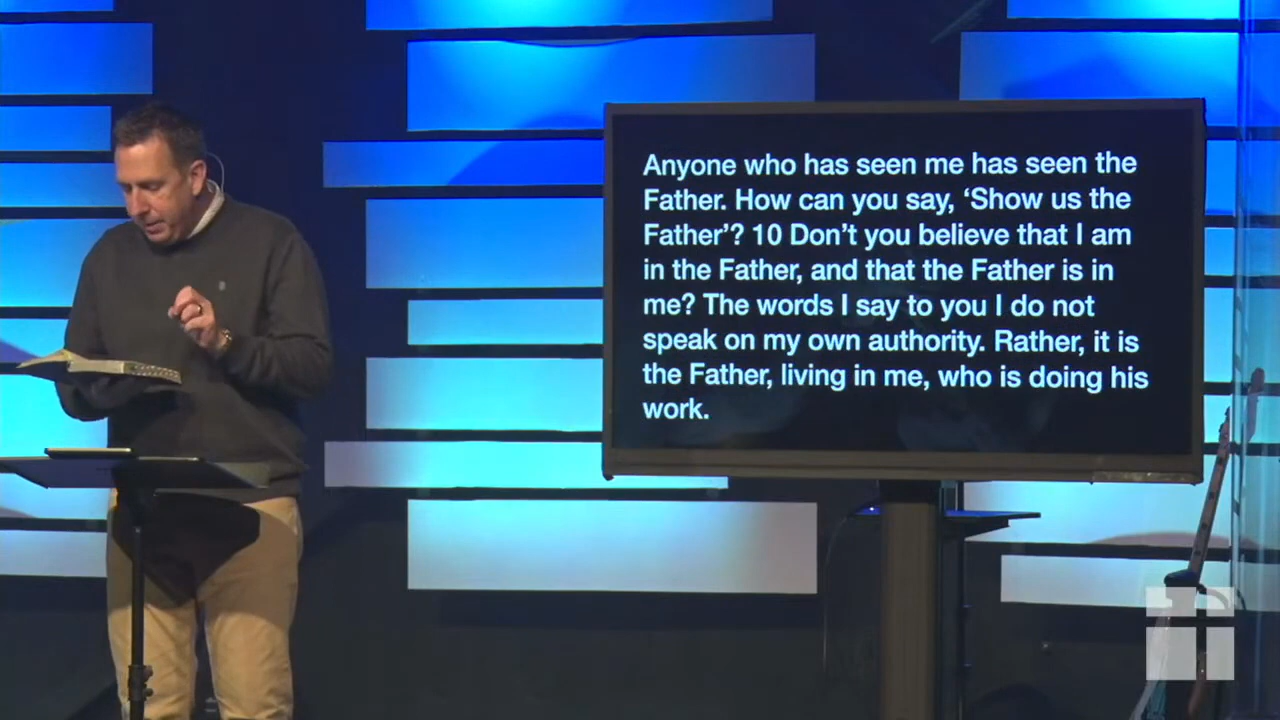 Anyone who has seen me has seen the
Father. How can you say, ‘Show us the
Father’? 10 Don’t you believe that I am
in the Father, and that the Father is in
me? The words I say to you I do not
speak on my own authority. Rather, it is
the Father, living in me, who is doing his
work.